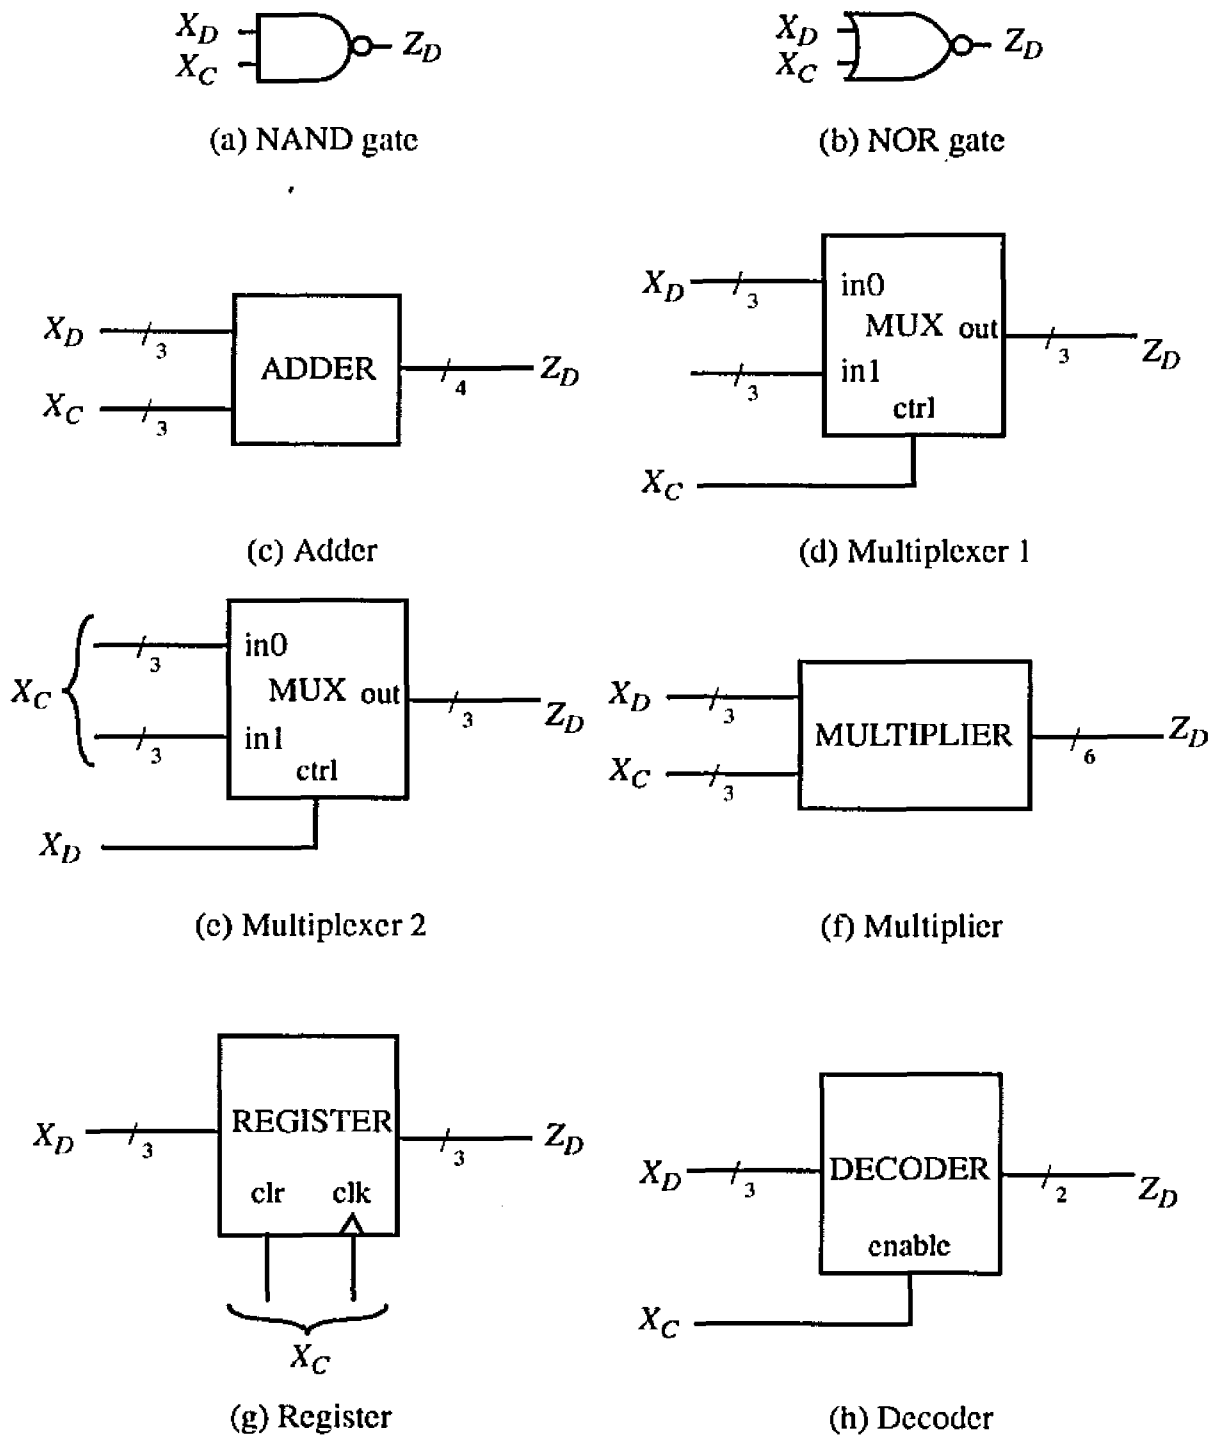 X_D
X_C
Z_D
(a) NAND gate
X_D
X_C
Z_D
(b) NOR gate
X_D
3
X_C
3
ADDER
4
Z_D
(c) Adder
X_D
3
in0
3
in1
MUX out
ctrl
3
Z_D
X_C
(d) Multiplexer 1
X_C
3
in0
3
in1
MUX out
ctrl
3
Z_D
X_D
(e) Multiplexer 2
X_D
3
X_C
3
MULTIPLIER
6
Z_D
(f) Multiplier
X_D
3
REGISTER
clr clk
3
Z_D
X_C
(g) Register
X_D
3
DECODER
enable
2
Z_D
X_C
(h) Decoder